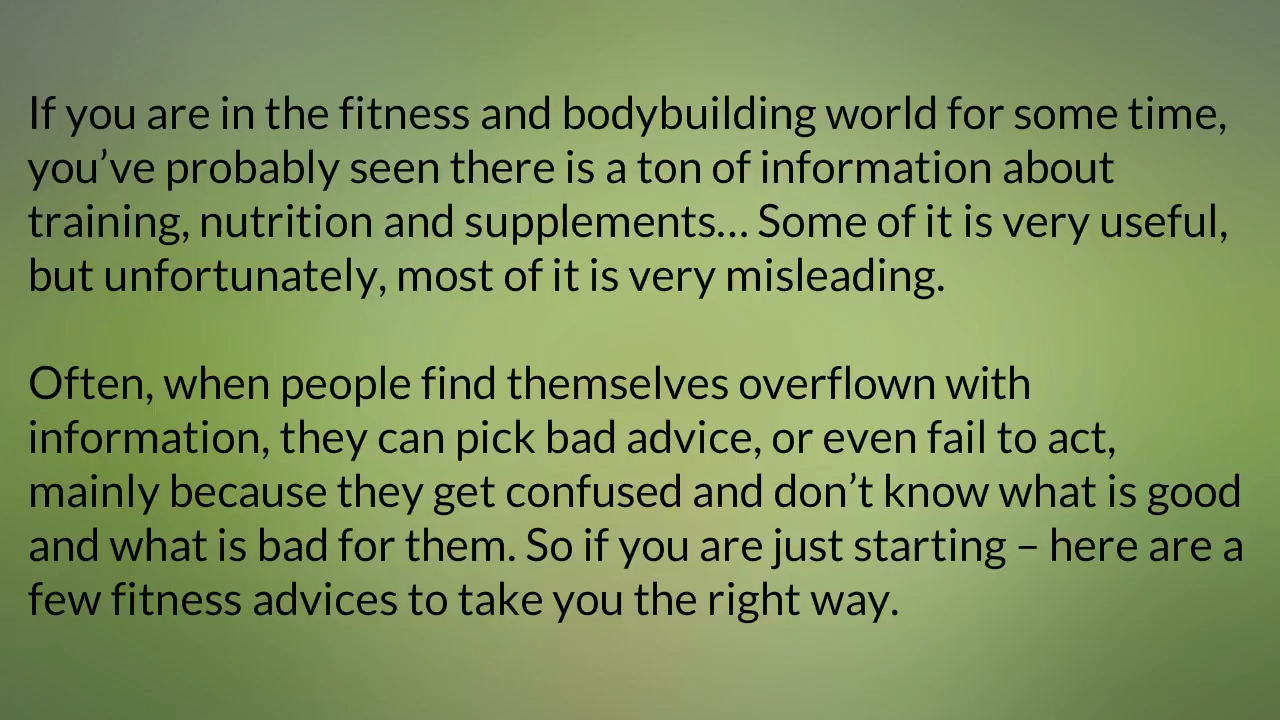 If you are in the fitness and bodybuilding world for some time,
you’ve probably seen there is a ton of information about
training, nutrition and supplements… Some of it is very useful,
but unfortunately, most of it is very misleading.
Often, when people find themselves overflown with
information, they can pick bad advice, or even fail to act,
mainly because they get confused and don’t know what is good
and what is bad for them. So if you are just starting – here are a
few fitness advices to take you the right way.